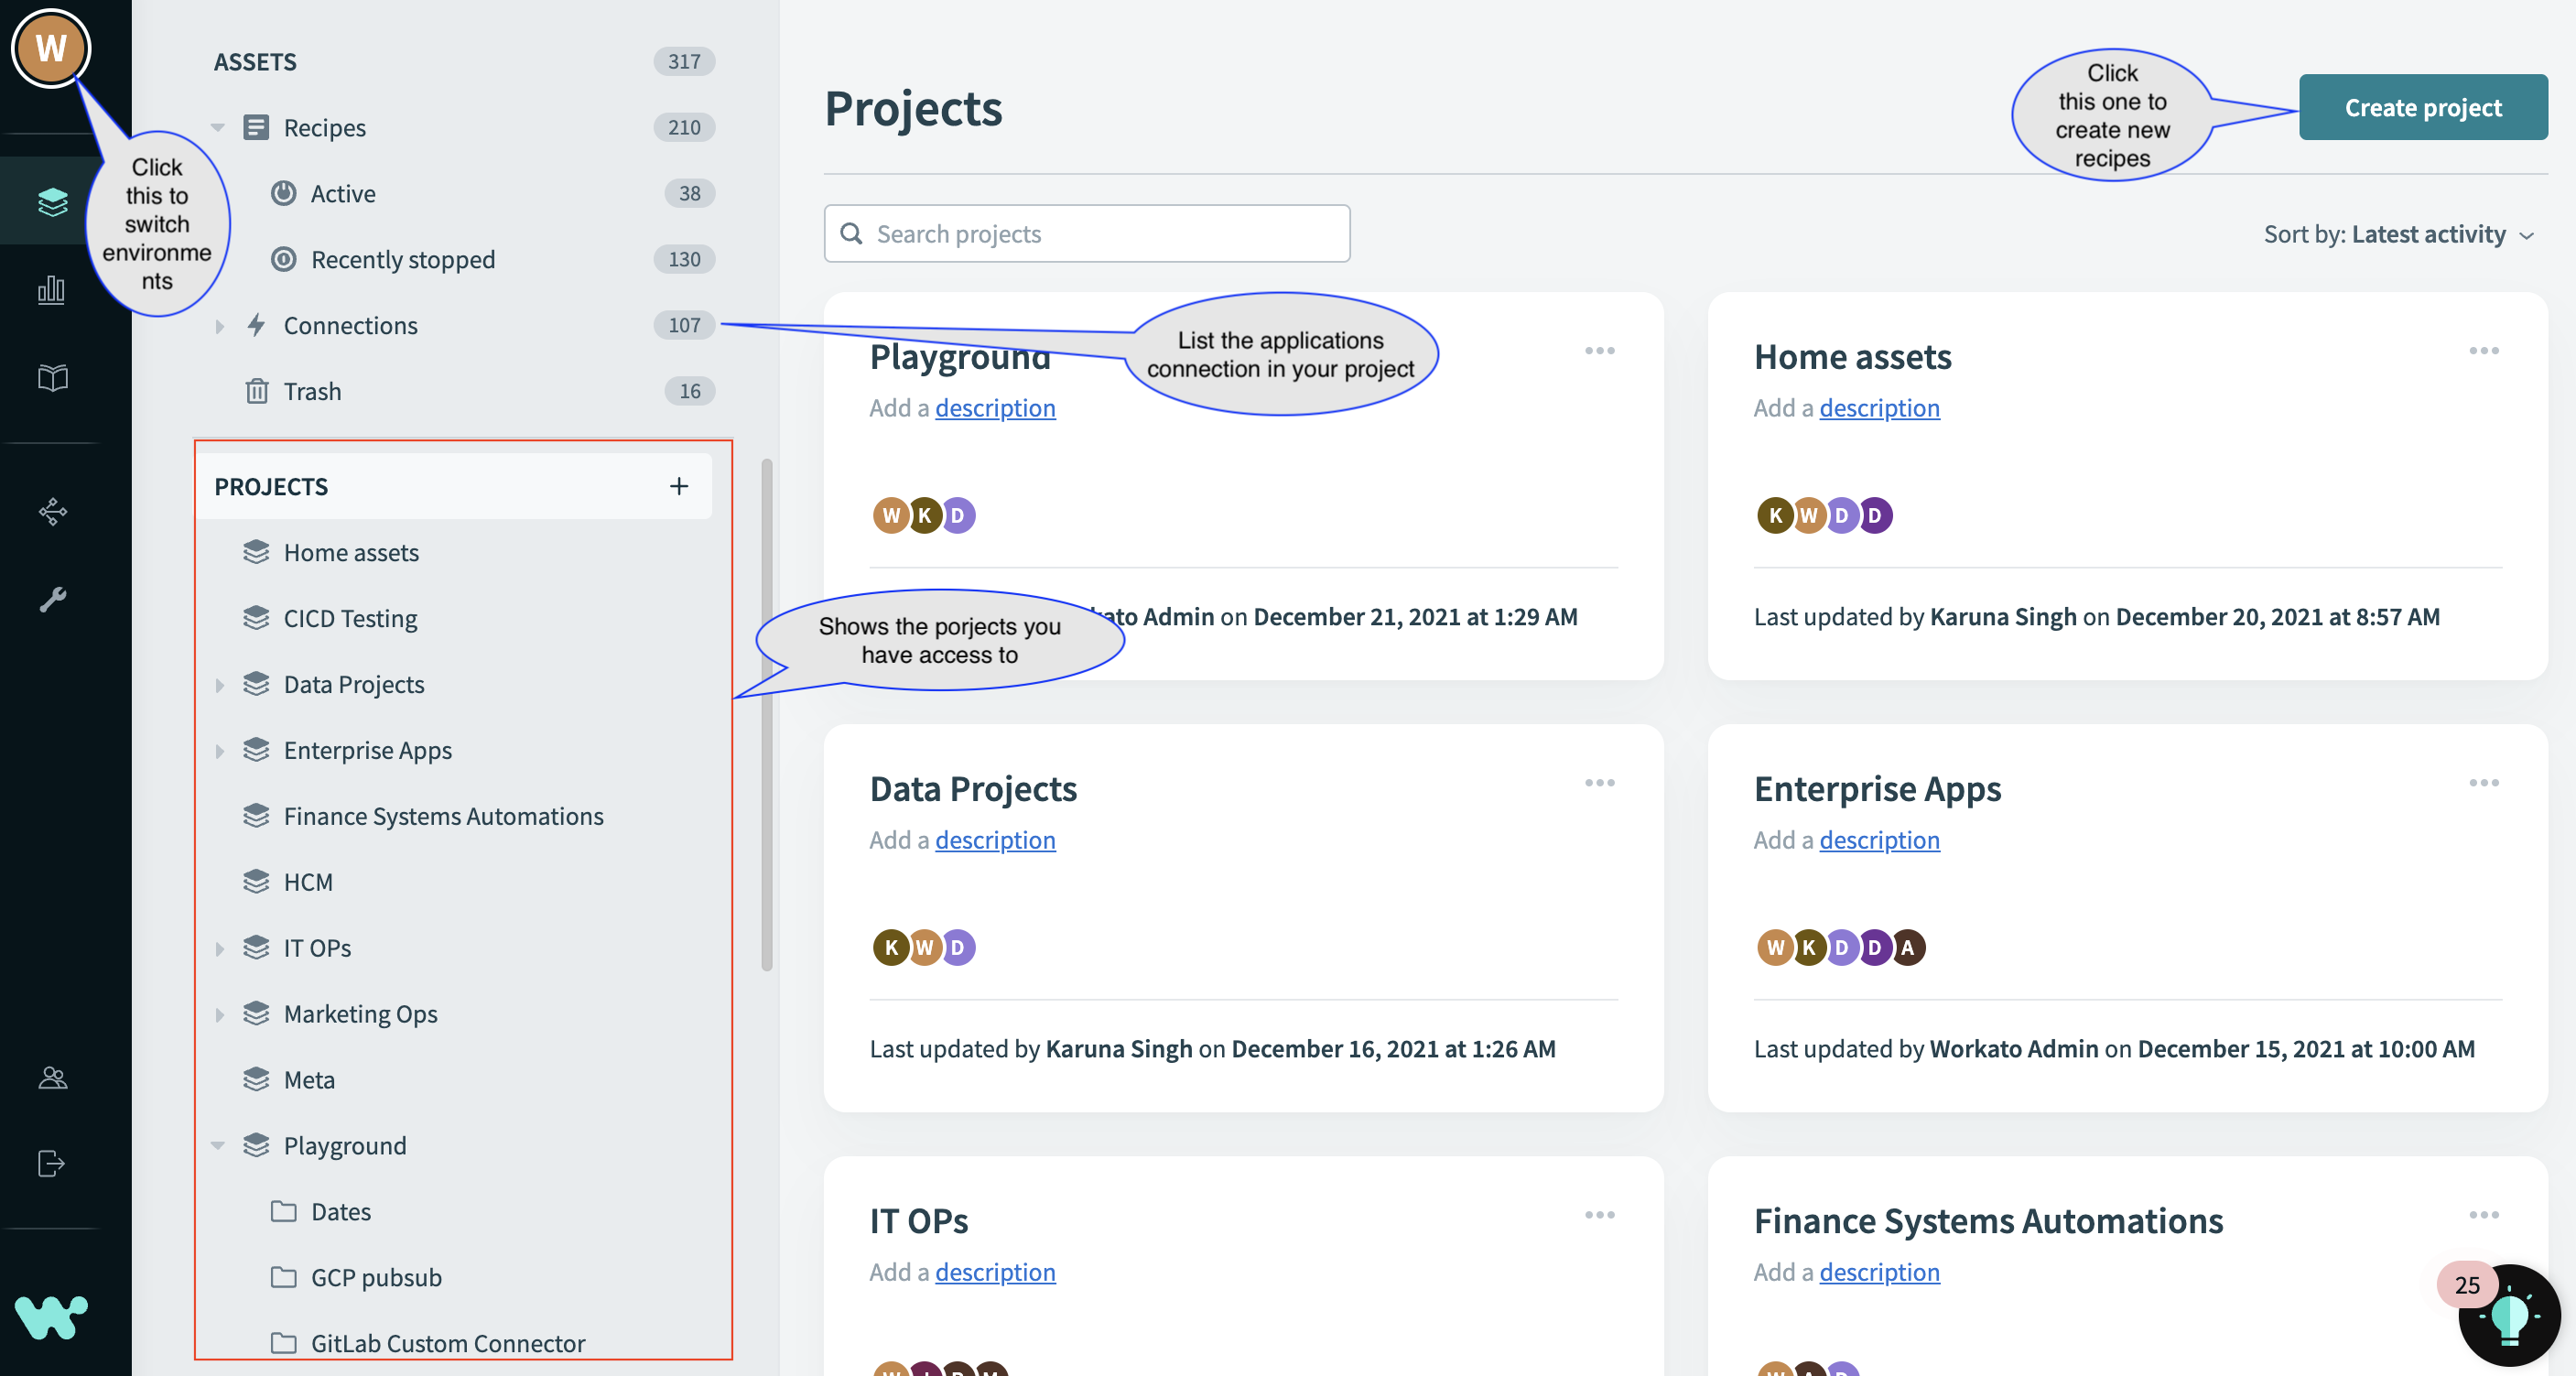 W
Click
this to
switch
environme
nts
ASSETS 317
Recipes 210
Active 38
Recently stopped 130
Connections 107
Trash 16
PROJECTS +
Home assets
CICD Testing
Data Projects
Enterprise Apps
Finance Systems Automations
HCM
IT OPs
Marketing Ops
Meta
Playground
Dates
GCP pubsub
GitLab Custom Connector
Shows the porjects you
have access to
Projects
Click
this one to
create new
recipes
Create project
Search projects
Sort by: Latest activity
List the applications
connection in your project
Playground
Add a description
W K D
kato Admin on December 21, 2021 at 1:29 AM
Home assets
Add a description
K W D D
Last updated by Karuna Singh on December 20, 2021 at 8:57 AM
Data Projects
Add a description
K W D
Last updated by Karuna Singh on December 16, 2021 at 1:26 AM
Enterprise Apps
Add a description
W K D D A
Last updated by Workato Admin on December 15, 2021 at 10:00 AM
IT OPs
Add a description
Finance Systems Automations
Add a description
25